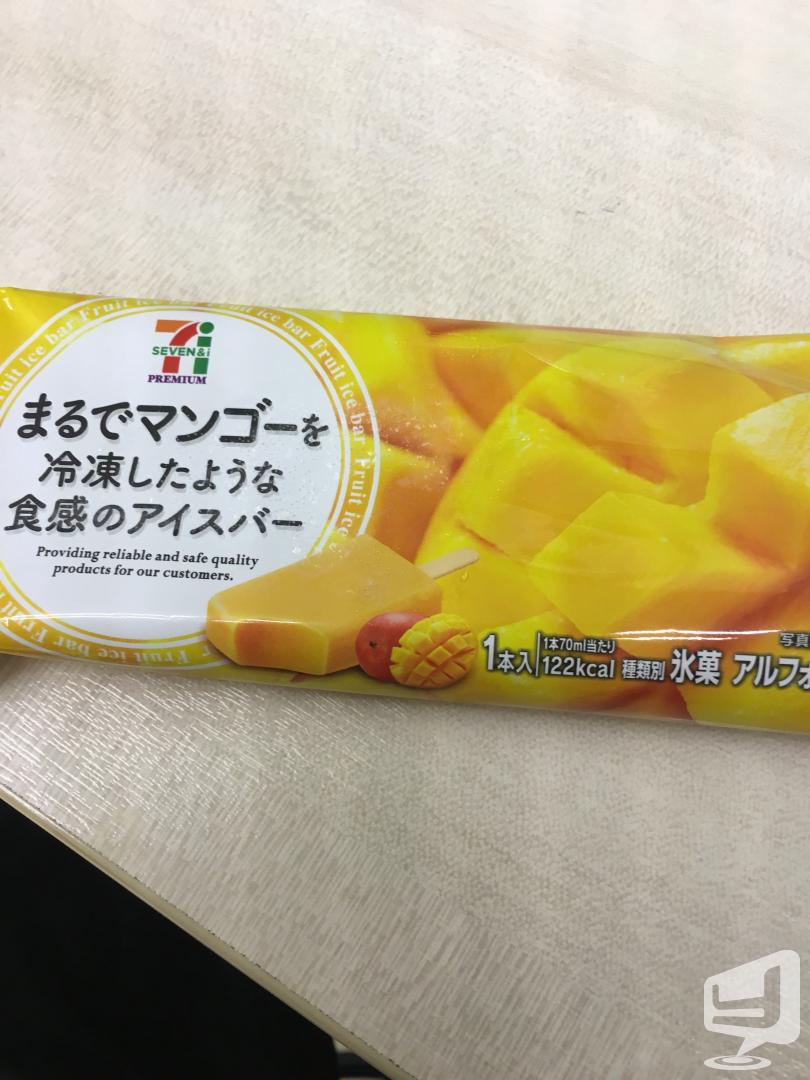 Fruit ice bar Fruit ice bar Fruit ice bar Fruit ice
SEVEN&i
PREMIUM
まるでマンゴーを
冷凍したような
食感のアイスバー
Providing reliable and safe quality
products for our customers.
写真
1本入
1本70ml当たり
122kcal
種類別 氷菓 アルフォ